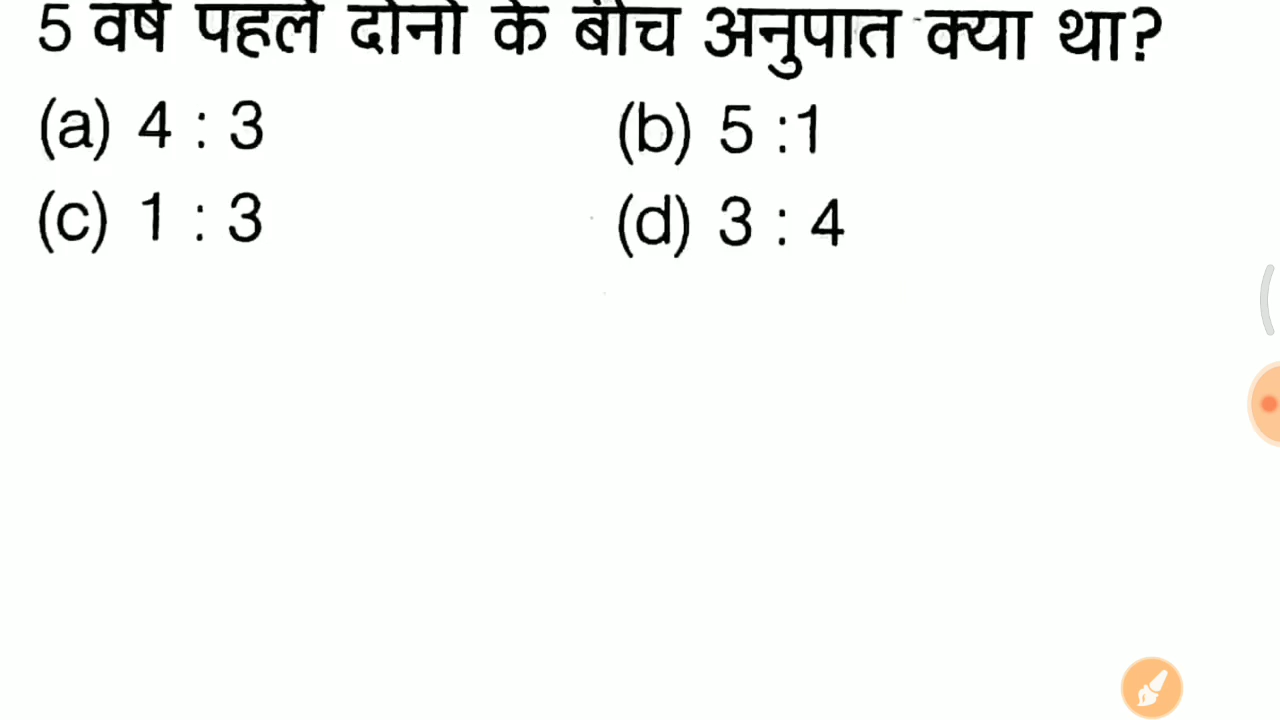 5 वर्ष पहले दोनों के बीच अनुपात क्या था?
(a) 4 : 3 (b) 5 :1
(c) 1 : 3 (d) 3 : 4